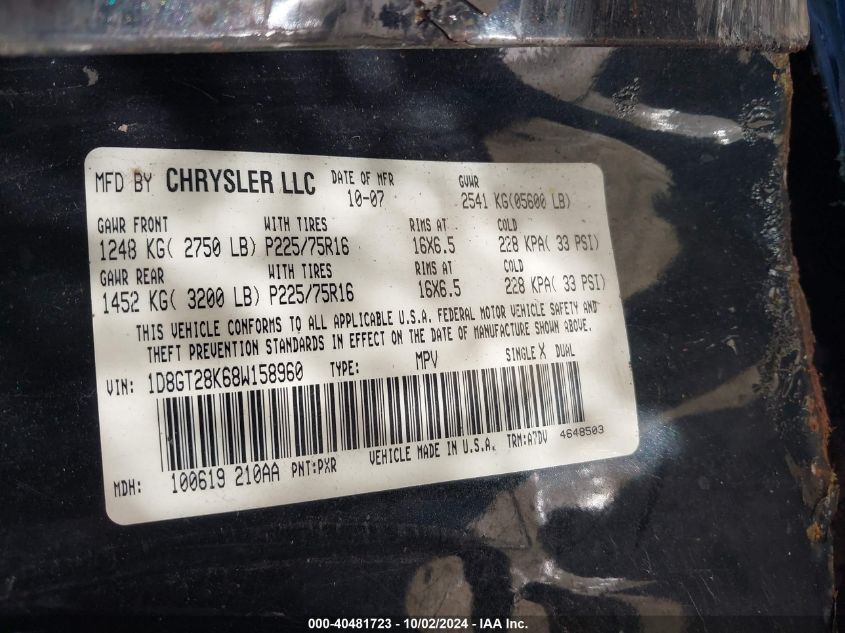 MFD BY CHRYSLER LLC DATE OF MFR GVWR
10-07 2541 KG(05600 LB)
GAWR FRONT WITH TIRES RIMS AT COLD
1248 KG( 2750 LB) P225/75R16 16X6.5 228 KPA( 33 PSI)
GAWR REAR WITH TIRES RIMS AT COLD
1452 KG( 3200 LB) P225/75R16 16X6.5 228 KPA( 33 PSI)
THIS VEHICLE CONFORMS TO ALL APPLICABLE U.S.A. FEDERAL MOTOR VEHICLE SAFETY AND
THEFT PREVENTION STANDARDS IN EFFECT ON THE DATE OF MANUFACTURE SHOWN ABOVE.
VIN: 1D8GT28K68W158960 TYPE: MPV SINGLE X DUAL
MDH: 100619 210AA PNT:PXR VEHICLE MADE IN U.S.A. TRM:A7DV 4648503
000-40481723 - 10/02/2024 - IAA Inc.